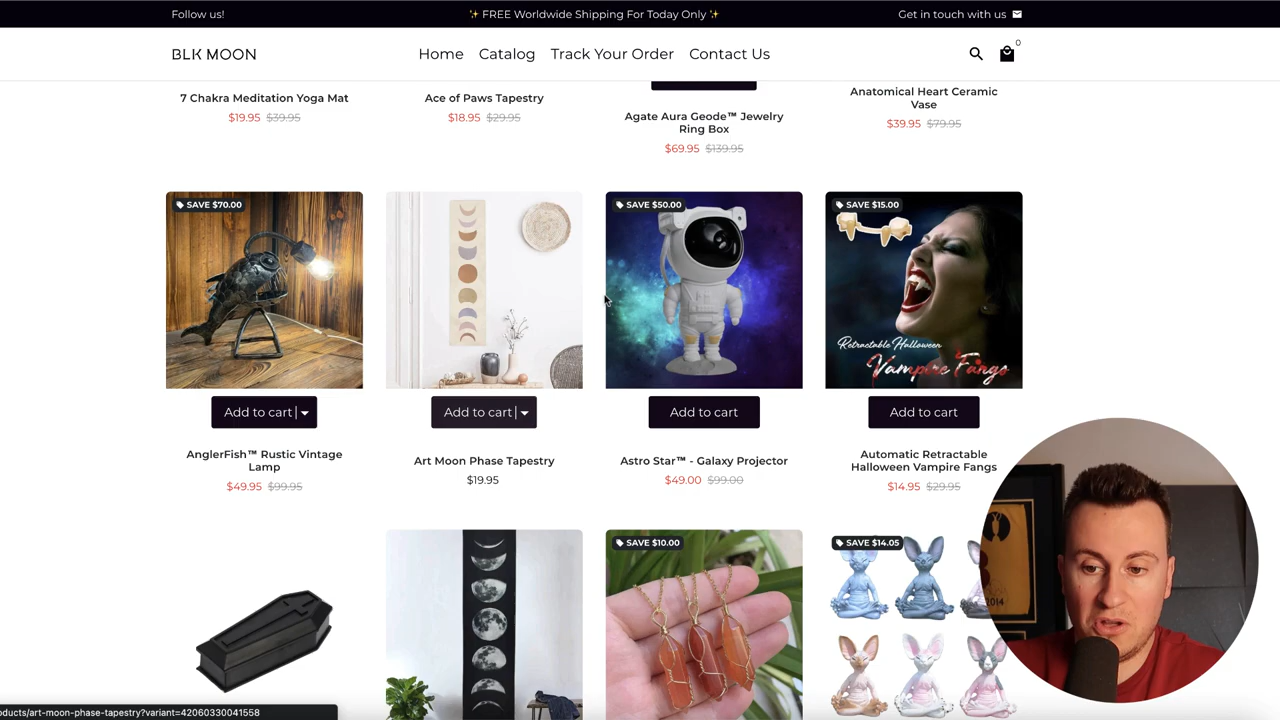 Follow us!
✨ FREE Worldwide Shipping For Today Only ✨
Get in touch with us
BLK MOON
Home
Catalog
Track Your Order
Contact Us
0
7 Chakra Meditation Yoga Mat
$19.95 $39.95
Ace of Paws Tapestry
$18.95 $29.95
Agate Aura Geode™ Jewelry
Ring Box
$69.95 $139.95
Anatomical Heart Ceramic
Vase
$39.95 $79.95
SAVE $70.00
SAVE $50.00
SAVE $15.00
Retractable Halloween
Vampire Fangs
Add to cart
Add to cart
Add to cart
Add to cart
AnglerFish™ Rustic Vintage
Lamp
$49.95 $99.95
Art Moon Phase Tapestry
$19.95
Astro Star™ - Galaxy Projector
$49.00 $99.00
Automatic Retractable
Halloween Vampire Fangs
$14.95 $29.95
SAVE $10.00
SAVE $14.05
2014
oducts/art-moon-phase-tapestry?variant=42060330041558